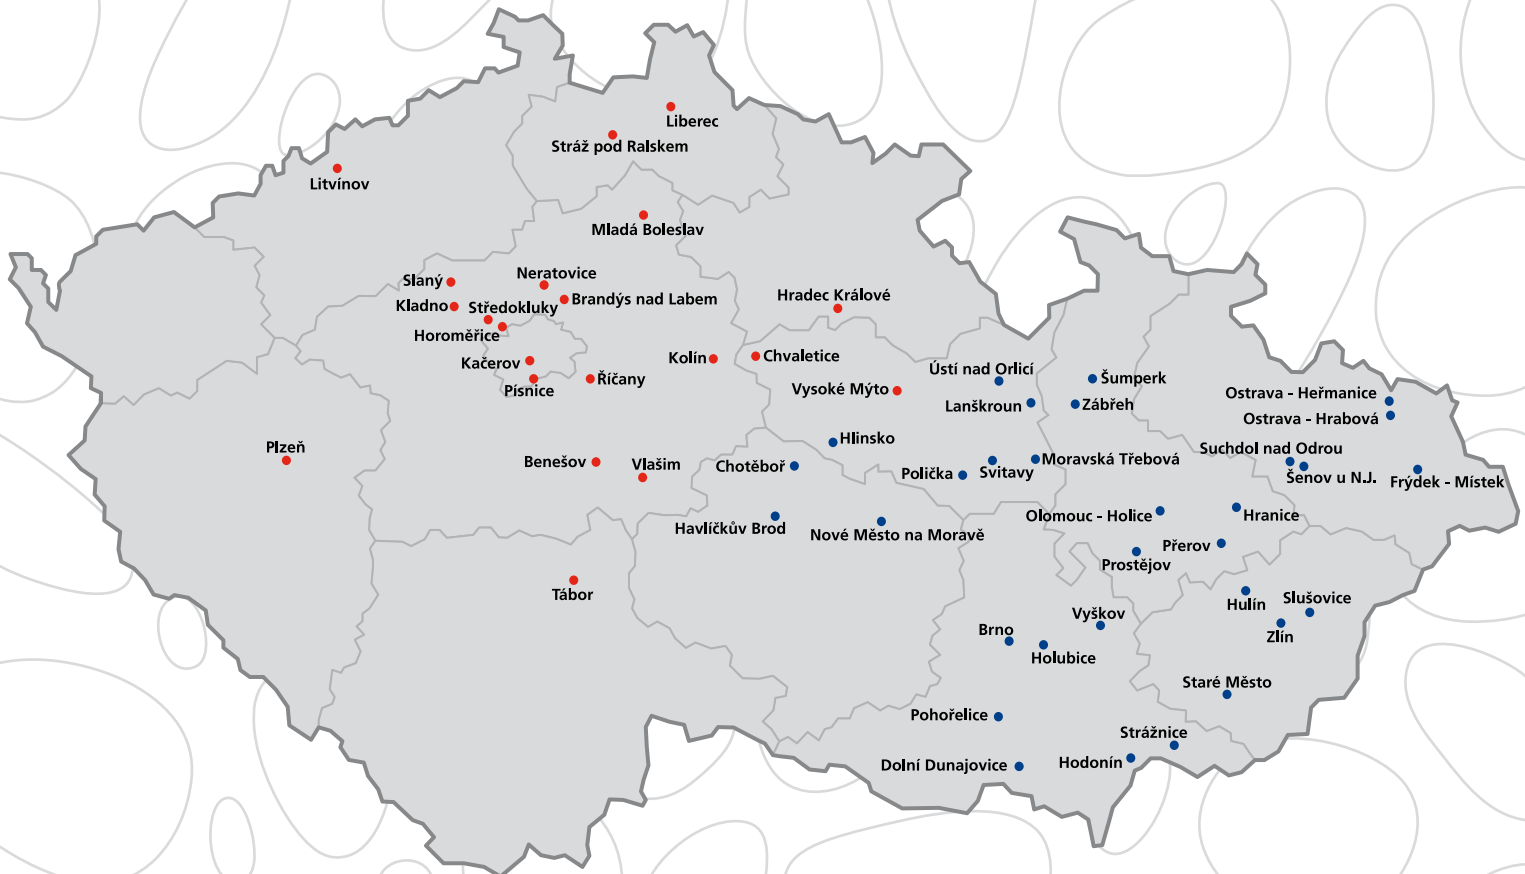 Liberec
Stráž pod Ralskem
Litvínov
Mladá Boleslav
Slaný
Neratovice
Kladno
Středokluky
Brandýs nad Labem
Hradec Králové
Horoměřice
Kačerov
Kolín
Chvaletice
Písnice
Říčany
Vysoké Mýto
Ústí nad Orlicí
Šumperk
Lanškroun
Zábřeh
Ostrava - Heřmanice
Ostrava - Hrabová
Plzeň
Benešov
Vlašim
Chotěboř
Hlinsko
Polička
Svitavy
Moravská Třebová
Suchdol nad Odrou
Šenov u N.J.
Frýdek - Místek
Havlíčkův Brod
Nové Město na Moravě
Olomouc - Holice
Hranice
Přerov
Prostějov
Tábor
Hulín
Slušovice
Zlín
Vyškov
Brno
Holubice
Staré Město
Pohořelice
Strážnice
Dolní Dunajovice
Hodonín